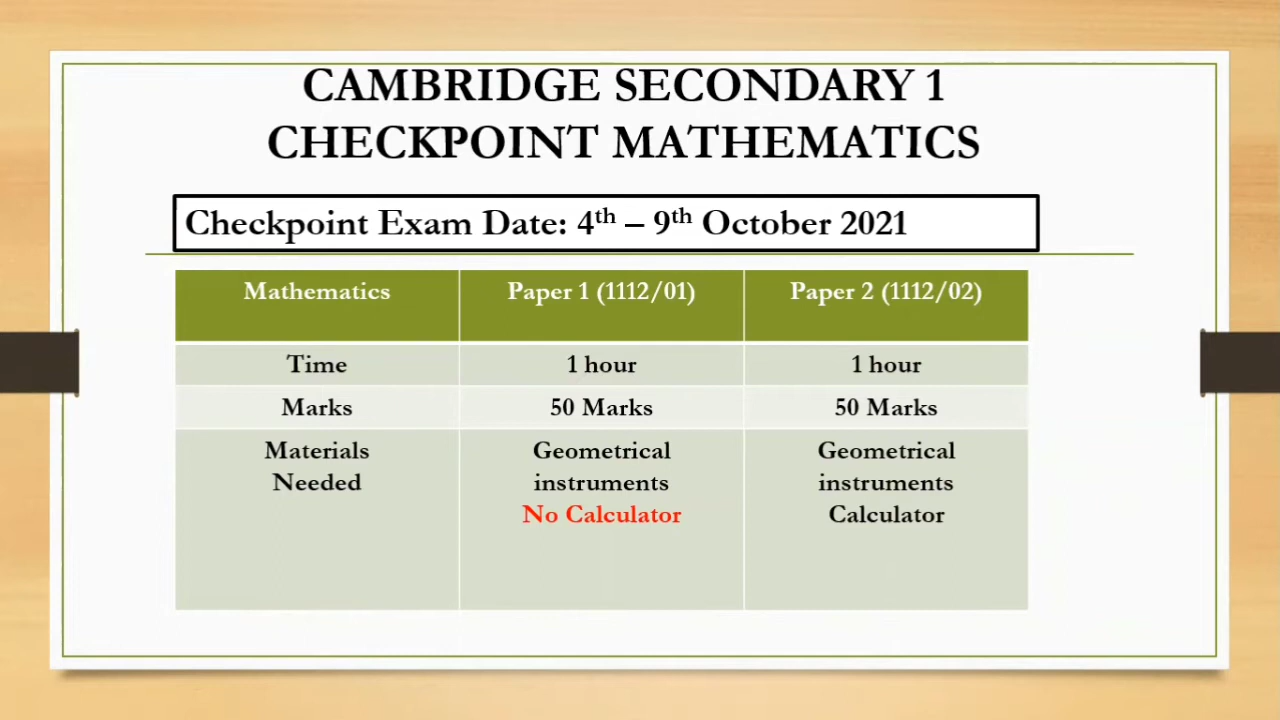 CAMBRIDGE SECONDARY 1
CHECKPOINT MATHEMATICS
Checkpoint Exam Date: 4th – 9th October 2021
Mathematics Paper 1 (1112/01) Paper 2 (1112/02)
Time 1 hour 1 hour
Marks 50 Marks 50 Marks
Materials Geometrical Geometrical
Needed instruments instruments
No Calculator Calculator